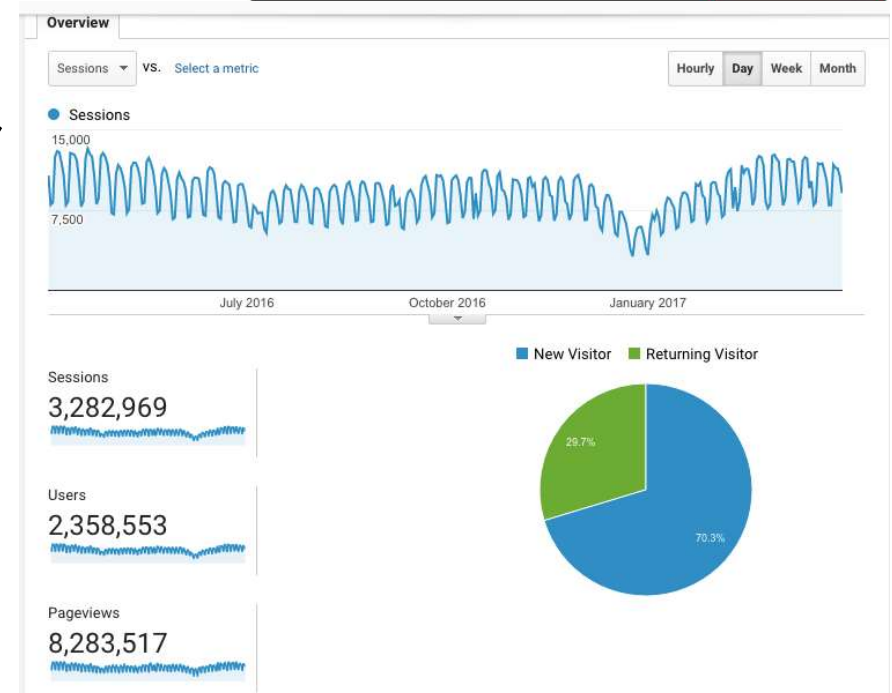 Overview
Sessions VS. Select a metric
Hourly Day Week Month
Sessions
15,000
7,500
July 2016 October 2016 January 2017
New Visitor Returning Visitor
29.7%
70.3%
Sessions
3,282,969
Users
2,358,553
Pageviews
8,283,517